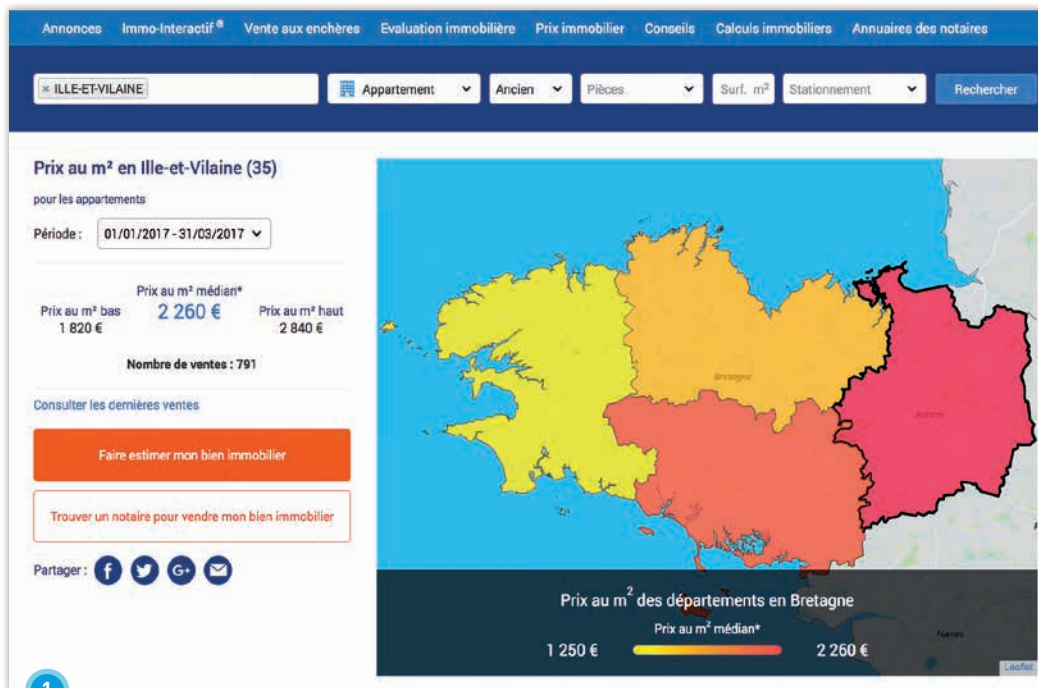 Annonces Immo-Interactif® Vente aux enchères Evaluation immobilière Prix immobilier Conseils Calculs immobiliers Annuaires des notaires
× ILLE-ET-VILAINE Appartement Ancien Pièces Surf. m² Stationnement Rechercher
Prix au m² en Ille-et-Vilaine (35)
pour les appartements
Période : 01/01/2017 - 31/03/2017
Prix au m² médian*
Prix au m² bas 2 260 € Prix au m² haut
1 820 € 2 840 €
Nombre de ventes : 791
Consulter les dernières ventes
Faire estimer mon bien immobilier
Trouver un notaire pour vendre mon bien immobilier
Partager :
G+
Bretagne
Rennes
Prix au m² des départements en Bretagne
Prix au m² médian*
1 250 € 2 260 €
Nantes
Leaflet
1